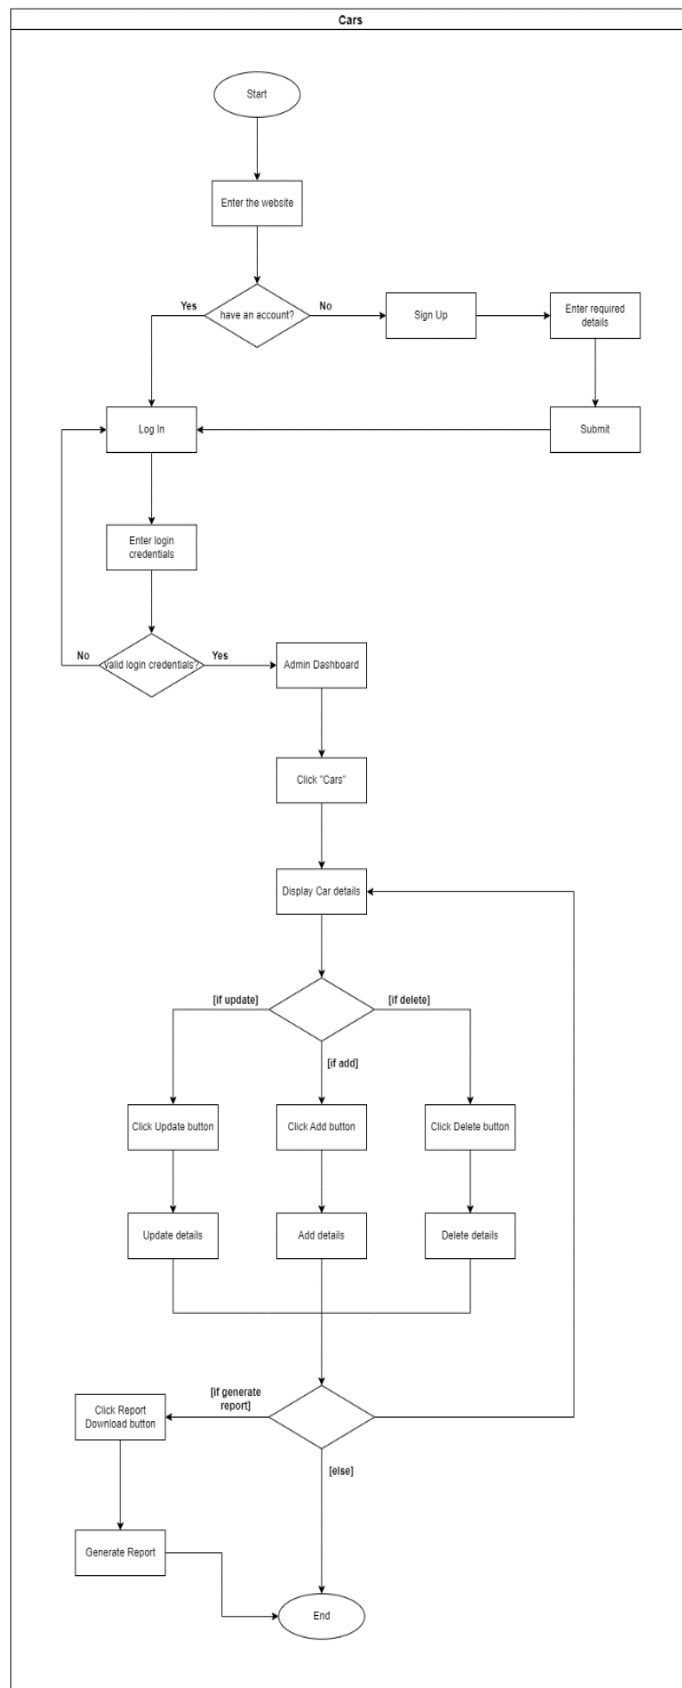 Cars
Start
Enter the website
Yes
have an account?
No
Sign Up
Enter required
details
Log In
Submit
Enter login
credentials
No
valid login credentials?
Yes
Admin Dashboard
Click "Cars"
Display Car details
[if update]
[if delete]
[if add]
Click Update button
Click Add button
Click Delete button
Update details
Add details
Delete details
[if generate
report]
Click Report
Download button
[else]
Generate Report
End